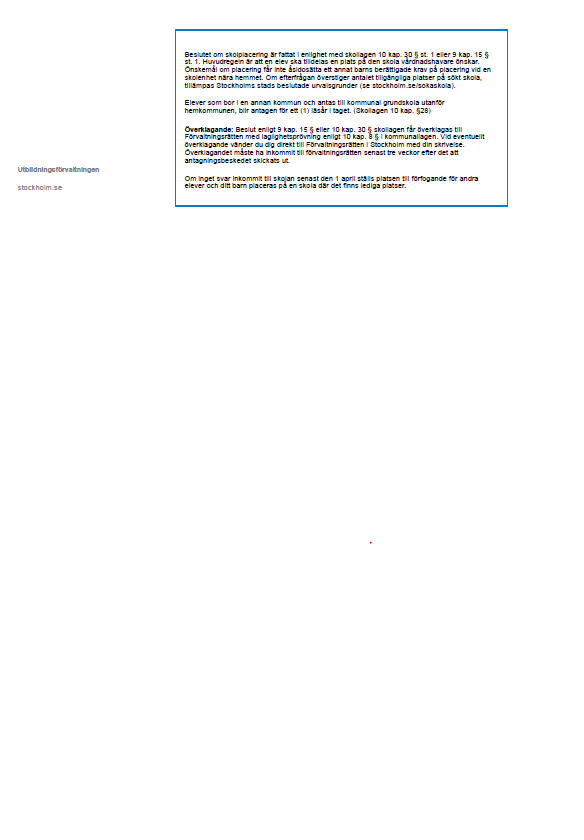 Beslutet om skolplacering är fattat i enlighet med skollagen 10 kap. 30 § st. 1 eller 9 kap. 15 §
st. 1. Huvudregeln är att en elev ska tilldelas en plats på den skola vårdnadshavare önskar.
Önskemål om placering får inte åsidosätta ett annat barns berättigade krav på placering vid en
skolenhet nära hemmet. Om efterfrågan överstiger antalet tillgängliga platser på sökt skola,
tillämpas Stockholms stads beslutade urvalsgrunder (se stockholm.se/sokaskola).
Elever som bor i en annan kommun och antas till kommunal grundskola utanför
hemkommunen, blir antagen för ett (1) läsår i taget. (Skollagen 10 kap. §28)
Överklagande: Beslut enligt 9 kap. 15 § eller 10 kap. 30 § skollagen får överklagas till
Förvaltningsrätten med laglighetsprövning enligt 10 kap. 8 § i kommunallagen. Vid eventuellt
överklagande vänder du dig direkt till Förvaltningsrätten i Stockholm med din skrivelse.
Överklagandet måste ha inkommit till förvaltningsrätten senast tre veckor efter det att
antagningsbeskedet skickats ut.
Om inget svar inkommit till skolan senast den 1 april ställs platsen till förfogande för andra
elever och ditt barn placeras på en skola där det finns lediga platser.
Utbildningsförvaltningen
stockholm.se